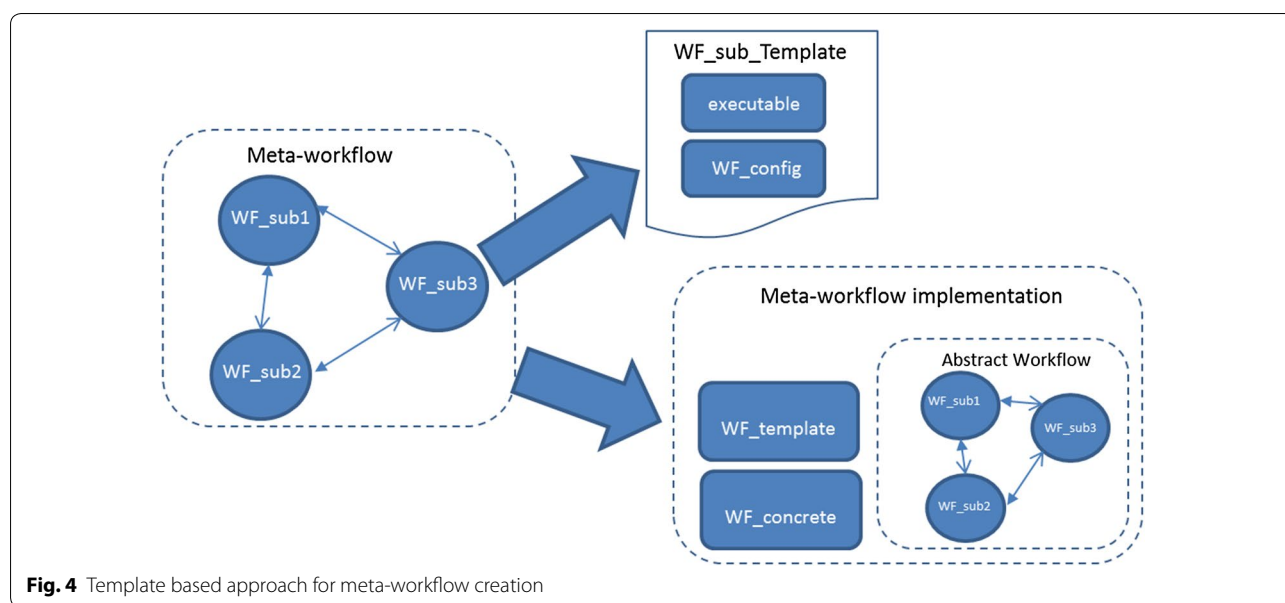 WF_sub_Template
executable
WF_config
Meta-workflow
WF_sub1
WF_sub3
WF_sub2
Meta-workflow implementation
Abstract Workflow
WF_sub1
WF_sub3
WF_sub2
WF_template
WF_concrete
Fig. 4 Template based approach for meta-workflow creation